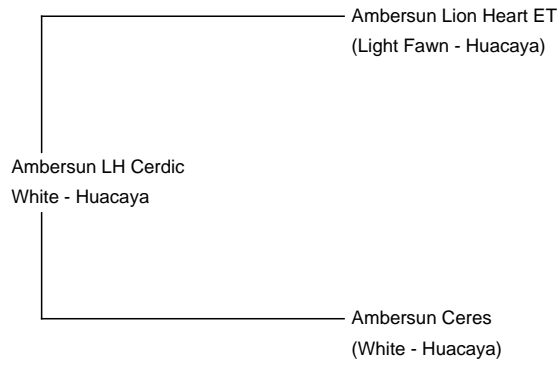 Ambersun Lion Heart ET
(Light Fawn - Huacaya)
Ambersun LH Cerdic
White - Huacaya
Ambersun Ceres
(White - Huacaya)